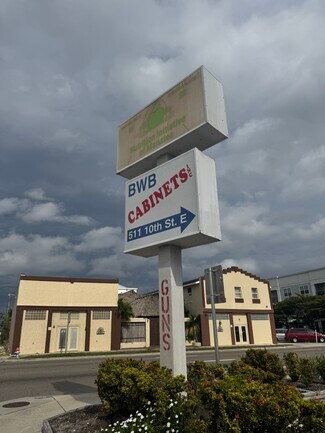 BWB
CABINETS
511 10th St. E
GUNS